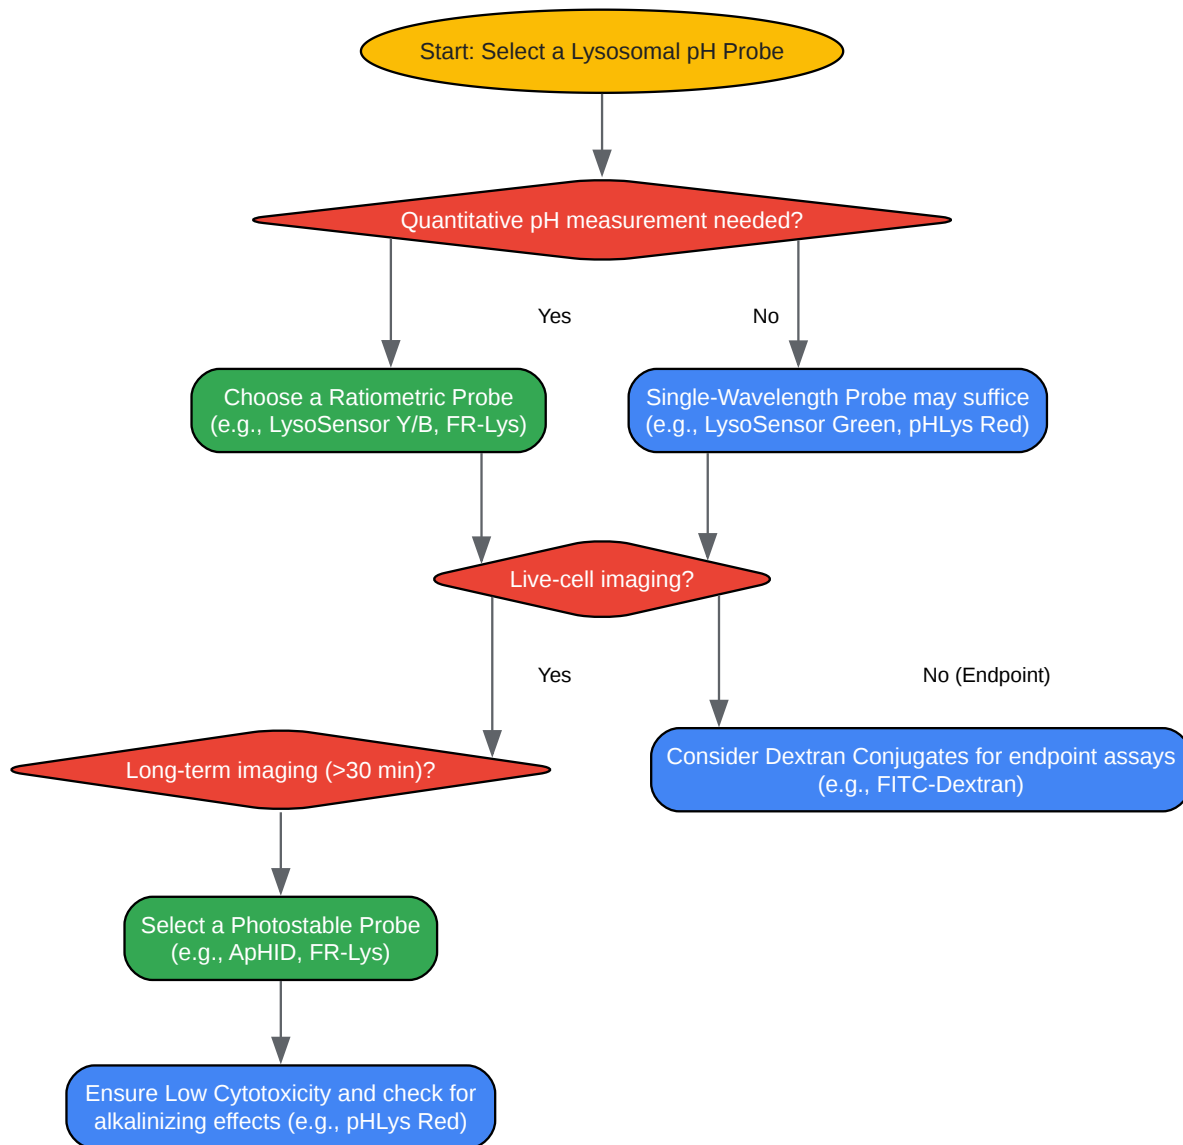 Start: Select a Lysosomal pH Probe
Quantitative pH measurement needed?
Yes
No
Choose a Ratiometric Probe
(e.g., LysoSensor Y/B, FR-Lys)
Single-Wavelength Probe may suffice
(e.g., LysoSensor Green, pHLys Red)
Live-cell imaging?
Yes
No (Endpoint)
Long-term imaging (>30 min)?
Consider Dextran Conjugates for endpoint assays
(e.g., FITC-Dextran)
Select a Photostable Probe
(e.g., ApHID, FR-Lys)
Ensure Low Cytotoxicity and check for
alkalinizing effects (e.g., pHLys Red)